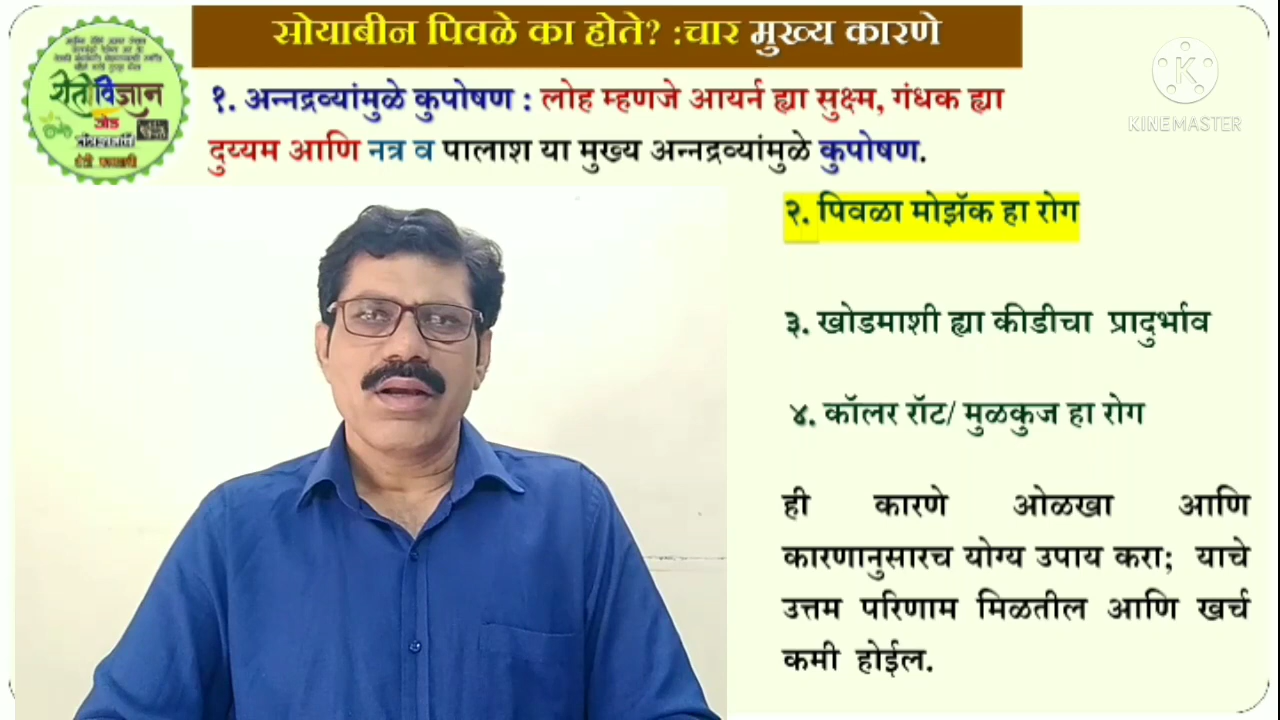 सोयाबीन पिवळे का होते? :चार मुख्य कारणे
१. अन्नद्रव्यांमुळे कुपोषण : लोह म्हणजे आयर्न ह्या सुक्ष्म, गंधक ह्या
दुय्यम आणि नत्र व पालाश या मुख्य अन्नद्रव्यांमुळे कुपोषण.
K
KINEMASTER
विज्ञान
२. पिवळा मोझॅक हा रोग
३. खोडमाशी ह्या कीडीचा प्रादुर्भाव
४. कॉलर रॉट/ मुळकुज हा रोग
ही कारणे ओळखा आणि
कारणानुसारच योग्य उपाय करा; याचे
उत्तम परिणाम मिळतील आणि खर्च
कमी होईल.